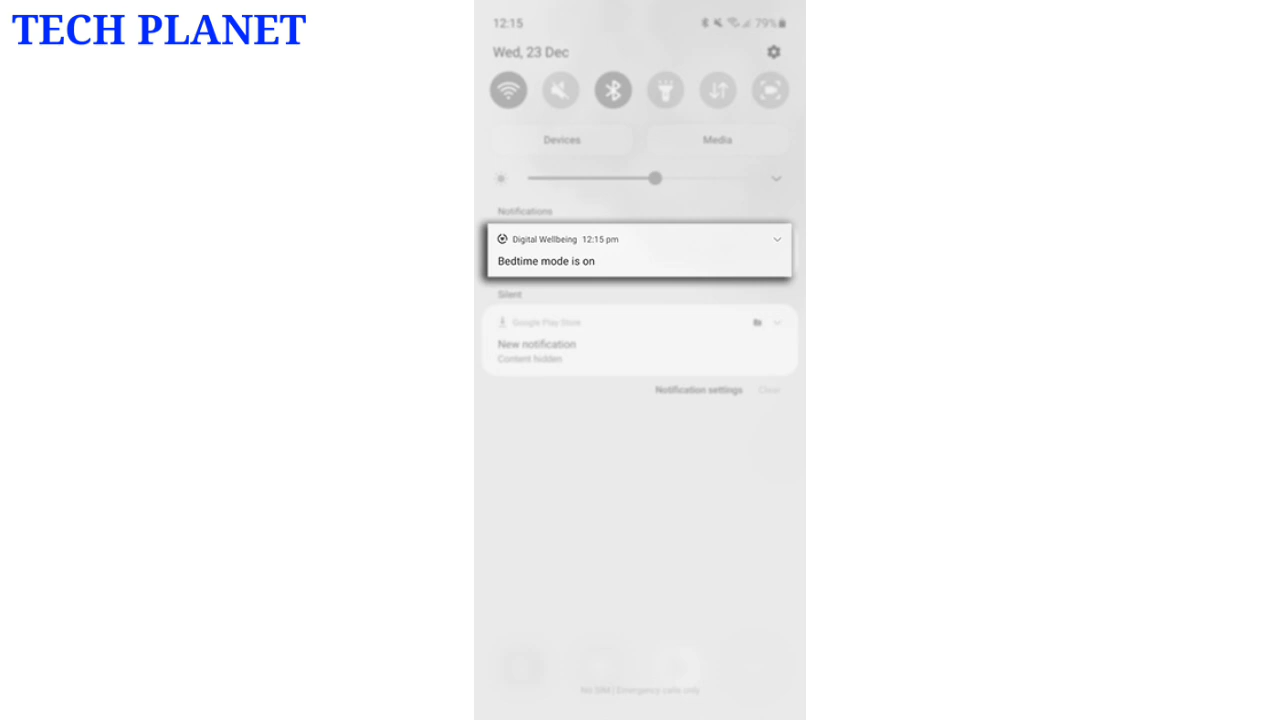 TECH PLANET
12:15
79%
Wed, 23 Dec
Devices
Media
Notifications
Digital Wellbeing 12:15 pm
Bedtime mode is on
Silent
Google Play Store
New notification
Content hidden
Notification settings Clear
No SIM | Emergency calls only